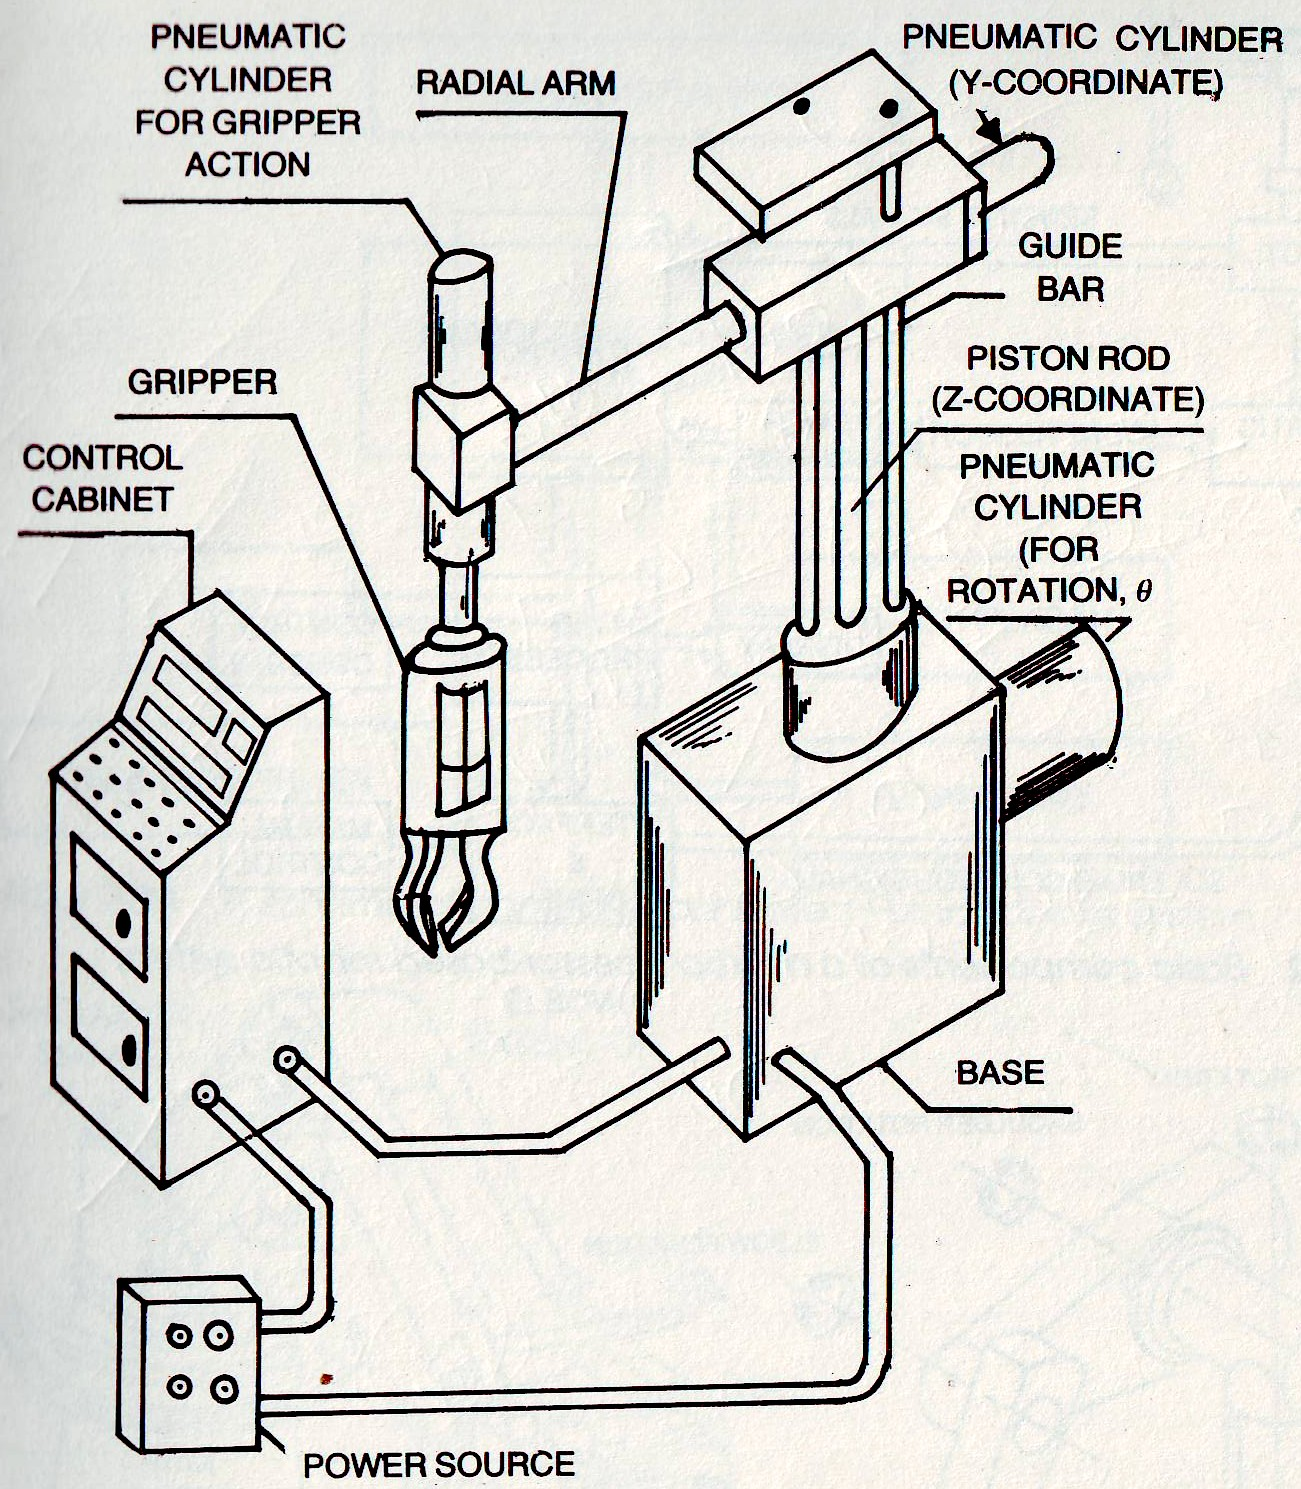 PNEUMATIC
CYLINDER
FOR GRIPPER
ACTION
RADIAL ARM
PNEUMATIC CYLINDER
(Y-COORDINATE)
GUIDE
BAR
PISTON ROD
(Z-COORDINATE)
GRIPPER
CONTROL
CABINET
PNEUMATIC
CYLINDER
(FOR
ROTATION, θ
BASE
POWER SOURCE